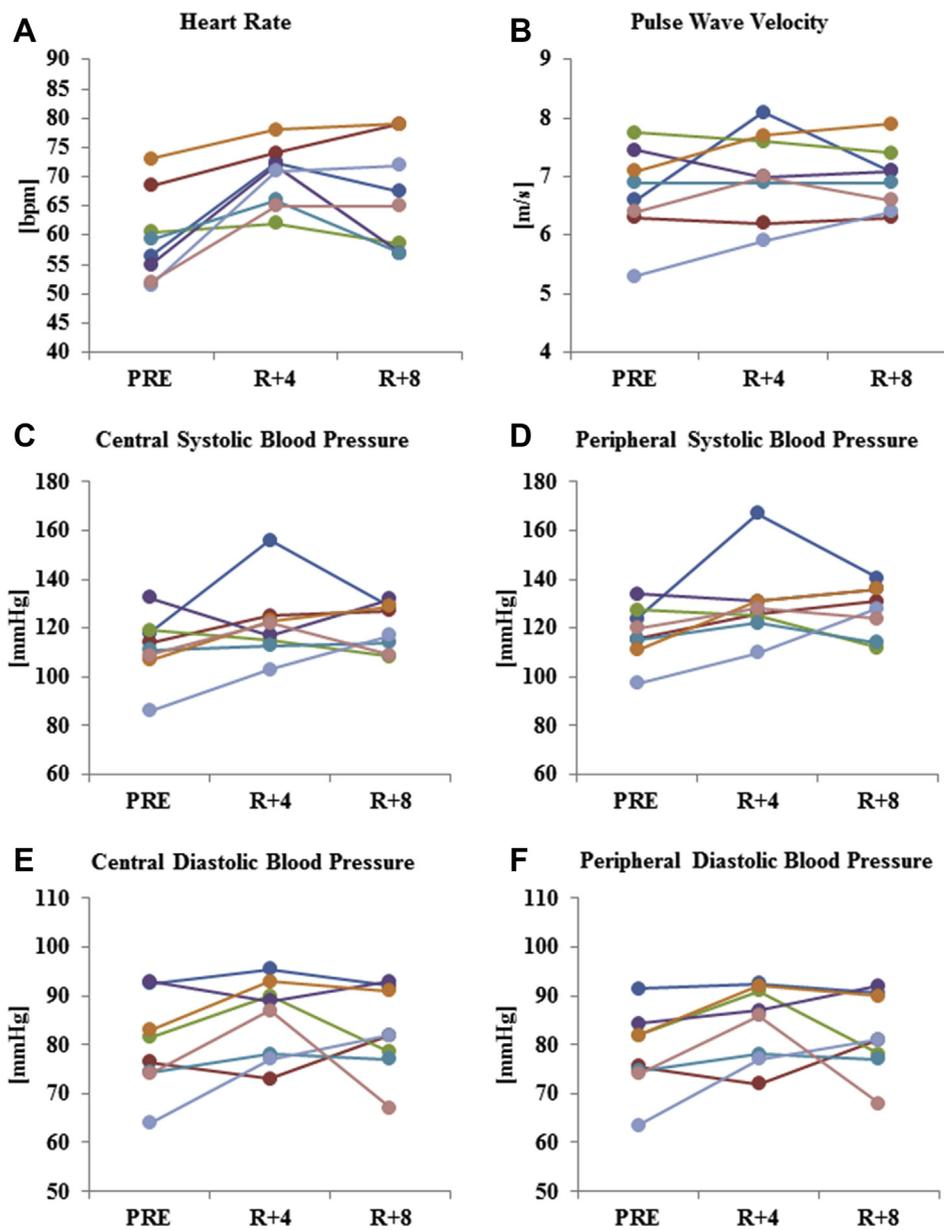 A
Heart Rate
90
85
80
75
70
65
60
55
50
45
40
[bpm]
PRE R+4 R+8
B
Pulse Wave Velocity
9
8
7
6
5
4
[m/s]
PRE R+4 R+8
C
Central Systolic Blood Pressure
180
160
140
120
100
80
60
[mmHg]
PRE R+4 R+8
D
Peripheral Systolic Blood Pressure
180
160
140
120
100
80
60
[mmHg]
PRE R+4 R+8
E
Central Diastolic Blood Pressure
110
100
90
80
70
60
50
[mmHg]
PRE R+4 R+8
F
Peripheral Diastolic Blood Pressure
110
100
90
80
70
60
50
[mmHg]
PRE R+4 R+8